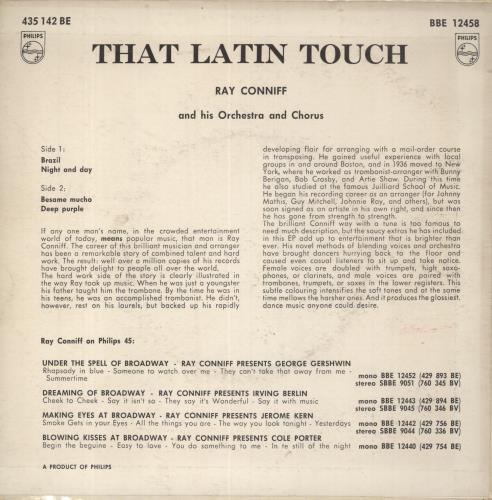 435 142 BE
BBE 12458
PHILIPS
PHILIPS
THAT LATIN TOUCH
RAY CONNIFF
and his Orchestra and Chorus
Side 1:
Brazil
Night and day
Side 2:
Besame mucho
Deep purple
If any one man's name, in the crowded entertainment
world of today, means popular music, that man is Ray
Conniff. The career of this brilliant musician and arranger
has been a remarkable story of combined talent and hard
work. The result: well over a million copies of his records
have brought delight to people all over the world.
The hard work side of the story is clearly illustrated in
the way Ray took up music. When he was just a youngster
his father taught him the trombone. By the time he was in
his teens, he was an accomplished trombonist. He didn't,
however, rest on his laurels, but backed up his rapidly
developing flair for arranging with a mail-order course
in transposing. He gained useful experience with local
groups in and around Boston, and in 1936 moved to New
York, where he worked as trombonist-arranger with Bunny
Berigan, Bob Crosby, and Artie Shaw. During this time
he also studied at the famous Juilliard School of Music.
He began his recording career as an arranger (for Johnny
Mathis, Guy Mitchell, Johnnie Ray, and others), but was
soon signed as an artiste in his own right, and since then
he has gone from strength to strength.
The brilliant Conniff way with a tune is too famous to
need much description, but the saucy extras he has included
in this EP add up to entertainment that is brighter than
ever. His novel methods of blending voices and orchestra
have brought dancers hurrying back to the floor and
caused even casual listeners to sit up and take notice.
Female voices are doubled with trumpets, high saxo-
phones, or clarinets, and male voices are paired with
trombones, trumpets, or saxes in the lower registers. This
subtle colouring intensifies the soft tones and at the same
time mellows the harsher ones. And it produces the glossiest.
dance music anyone could desire.
Ray Conniff on Philips 45:
UNDER THE SPELL OF BROADWAY - RAY CONNIFF PRESENTS GEORGE GERSHWIN
Rhapsody in blue - Someone to watch over me - They can't take that away from me -
Summertime
mono BBE 12452 (429 893 BE)
stereo SBBE 9051 (760 345 BV)
DREAMING OF BROADWAY - RAY CONNIFF PRESENTS IRVING BERLIN
Cheek to Cheek - Say it isn't so - They say it's Wonderful - Say it with music
mono BBE 12443 (429 894 BE)
stereo SBBE 9045 (760 346 BV)
MAKING EYES AT BROADWAY - RAY CONNIFF PRESENTS JEROME KERN
Smoke Gets in your Eyes - All the things you are - The way you look tonight - Yesterdays
mono BBE 12442 (429 756 BE)
stereo SBBE 9044 (760 336 BV)
BLOWING KISSES AT BROADWAY - RAY CONNIFF PRESENTS COLE PORTER
Begin the beguine - Easy to love - You do something to me - In te still of the night
mono BBE 12440 (429 754 BE)
A PRODUCT OF PHILIPS